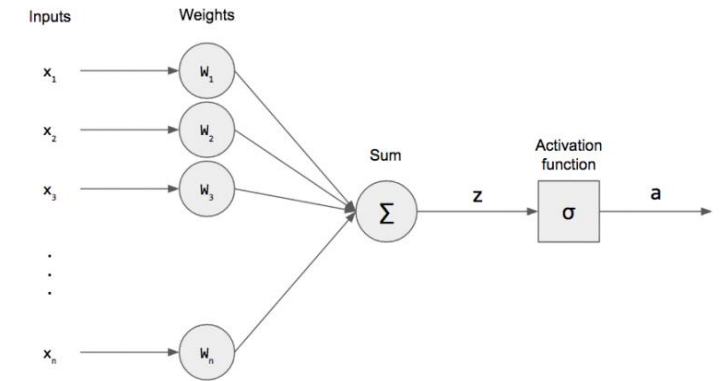 Inputs
Weights
x₁
W₁
x₂
W₂
x₃
W₃
Sum
Σ
z
Activation
function
σ
a
.
.
.
xₙ
Wₙ